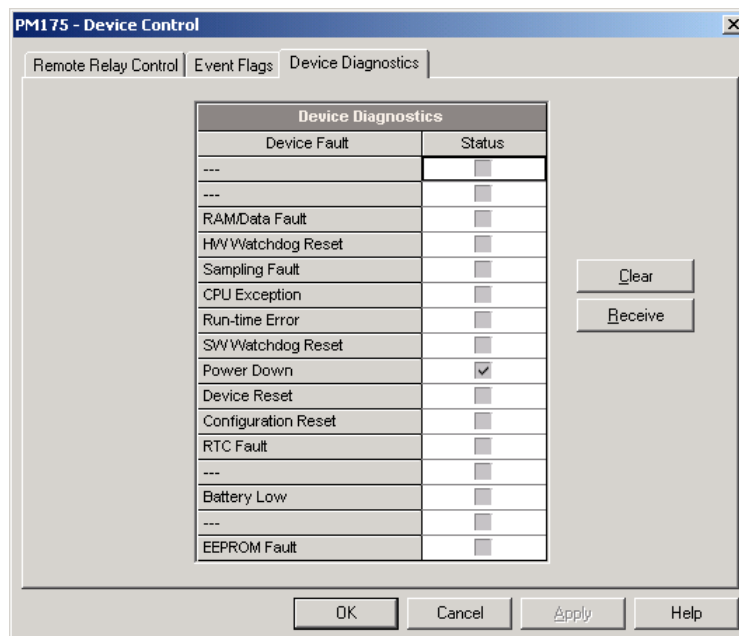 PM175 - Device Control
Remote Relay Control
Event Flags
Device Diagnostics
Device Diagnostics
Device Fault Status
---
---
RAM/Data Fault
HW Watchdog Reset
Sampling Fault
CPU Exception
Run-time Error
SW Watchdog Reset
Power Down
Device Reset
Configuration Reset
RTC Fault
---
Battery Low
---
EEPROM Fault
Clear
Receive
OK Cancel Apply Help